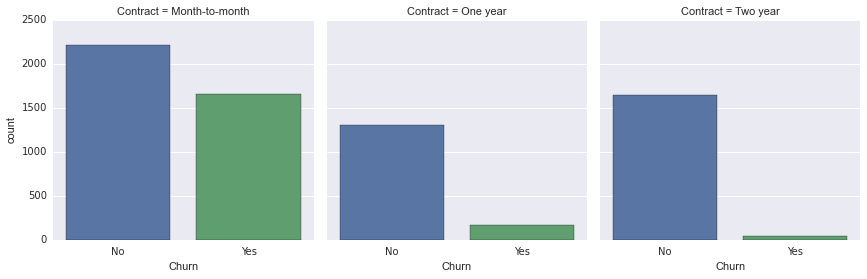 Contract = Month-to-month
Contract = One year
Contract = Two year
2500
2000
1500
1000
500
0
count
No Yes
No Yes
No Yes
Churn
Churn
Churn